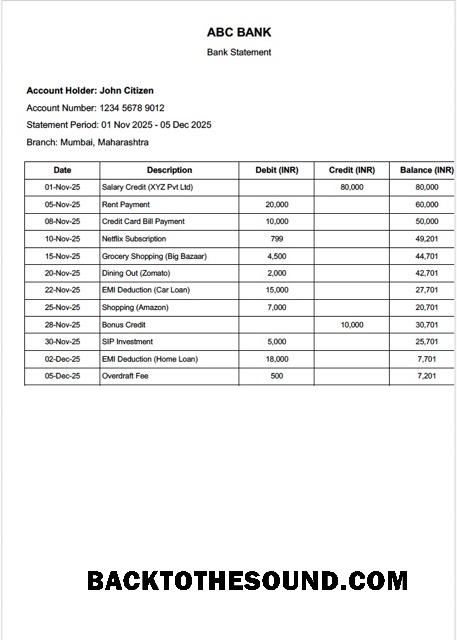 ABC BANK
Bank Statement
Account Holder: John Citizen
Account Number: 1234 5678 9012
Statement Period: 01 Nov 2025 - 05 Dec 2025
Branch: Mumbai, Maharashtra
Date Description Debit (INR) Credit (INR) Balance (INR)
01-Nov-25 Salary Credit (XYZ Pvt Ltd) 80,000 80,000
05-Nov-25 Rent Payment 20,000 60,000
08-Nov-25 Credit Card Bill Payment 10,000 50,000
10-Nov-25 Netflix Subscription 799 49,201
15-Nov-25 Grocery Shopping (Big Bazaar) 4,500 44,701
20-Nov-25 Dining Out (Zomato) 2,000 42,701
22-Nov-25 EMI Deduction (Car Loan) 15,000 27,701
25-Nov-25 Shopping (Amazon) 7,000 20,701
28-Nov-25 Bonus Credit 10,000 30,701
30-Nov-25 SIP Investment 5,000 25,701
02-Dec-25 EMI Deduction (Home Loan) 18,000 7,701
05-Dec-25 Overdraft Fee 500 7,201
BACKTOTHESOUND.COM